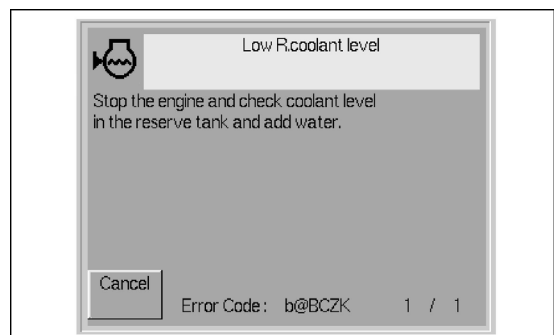 Low R.coolant level
Stop the engine and check coolant level
in the reserve tank and add water.
Cancel
Error Code : b@BCZK 1 / 1